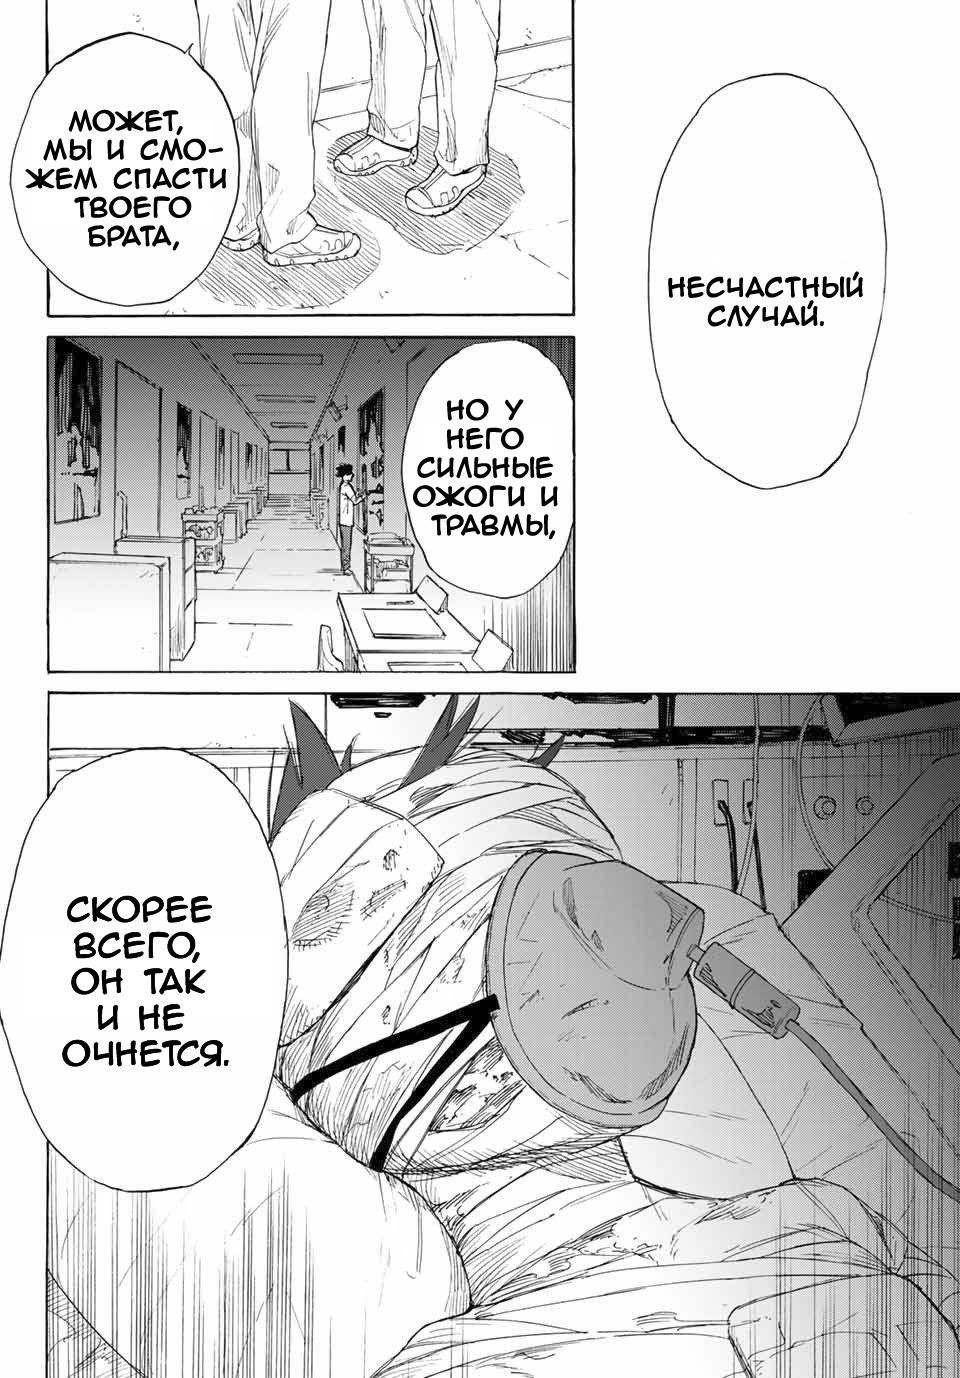 НЕСЧАСТНЫЙ
СЛУЧАЙ.
МОЖЕТ,
МЫ И СМО-
ЖЕМ СПАСТИ
ТВОЕГО
БРАТА,
НО У
НЕГО
СИЛЬНЫЕ
ОЖОГИ И
ТРАВМЫ,
СКОРЕЕ
ВСЕГО,
ОН ТАК
И НЕ
ОЧНЕТСЯ.